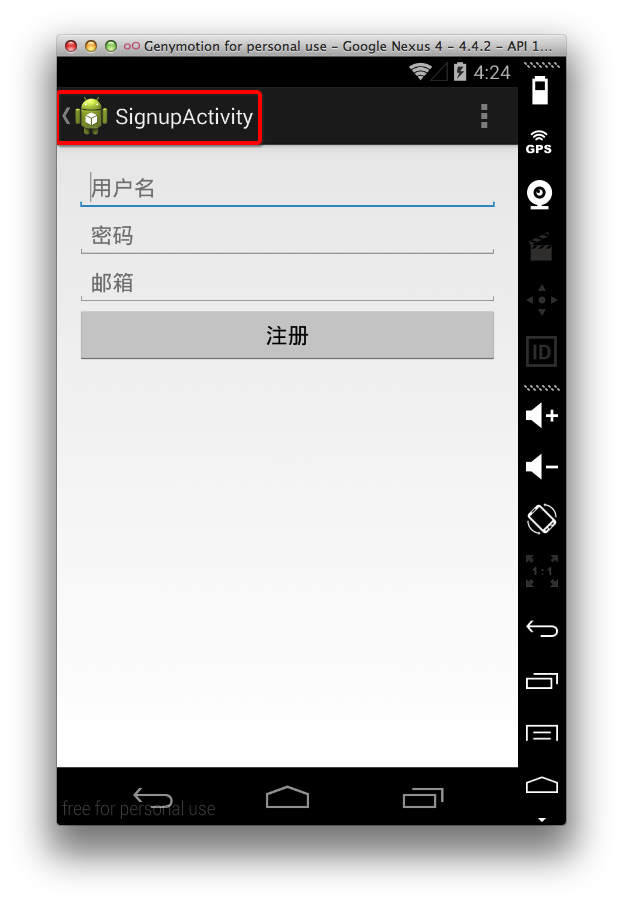 Genymotion for personal use - Google Nexus 4 - 4.4.2 - API 1...
4:24
SignupActivity
GPS
用户名
密码
邮箱
注册
ID
1:1
free for personal use